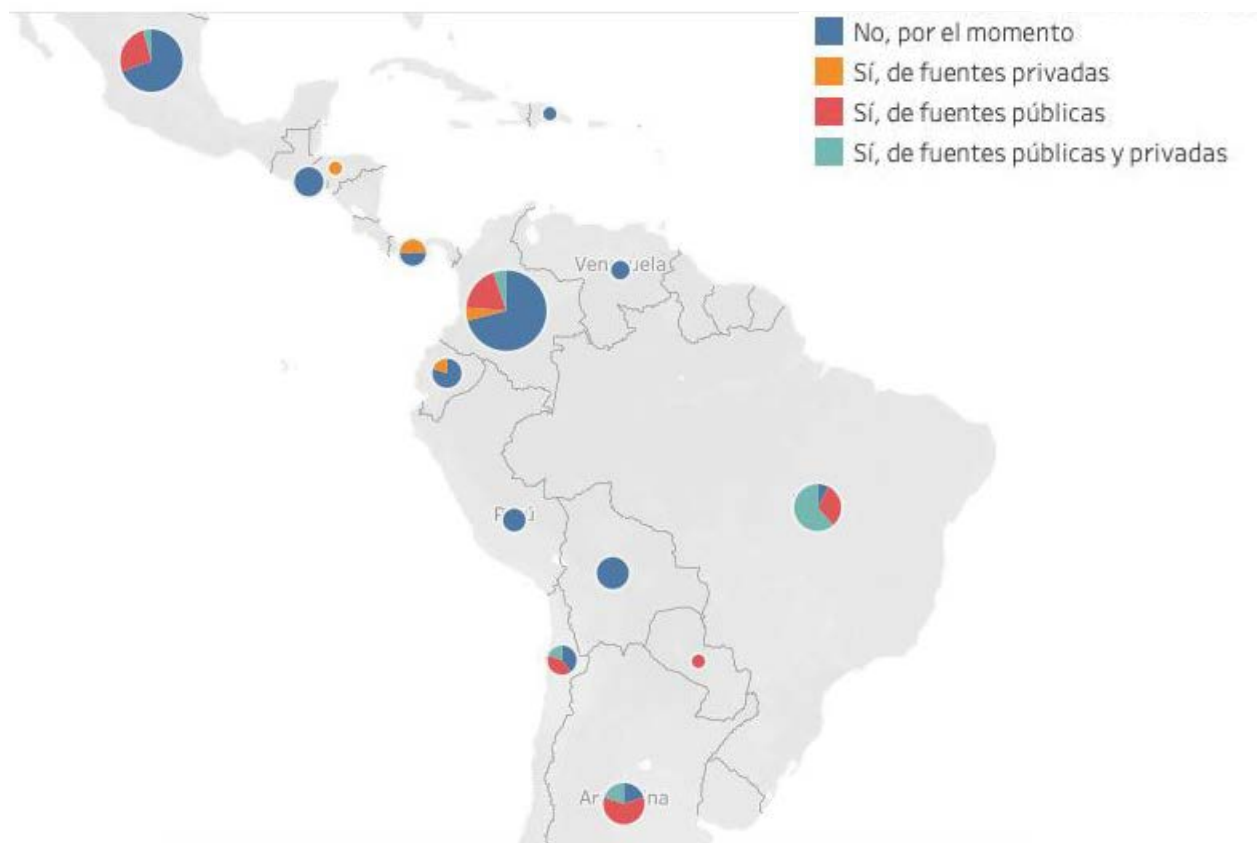 No, por el momento
Sí, de fuentes privadas
Sí, de fuentes públicas
Sí, de fuentes públicas y privadas